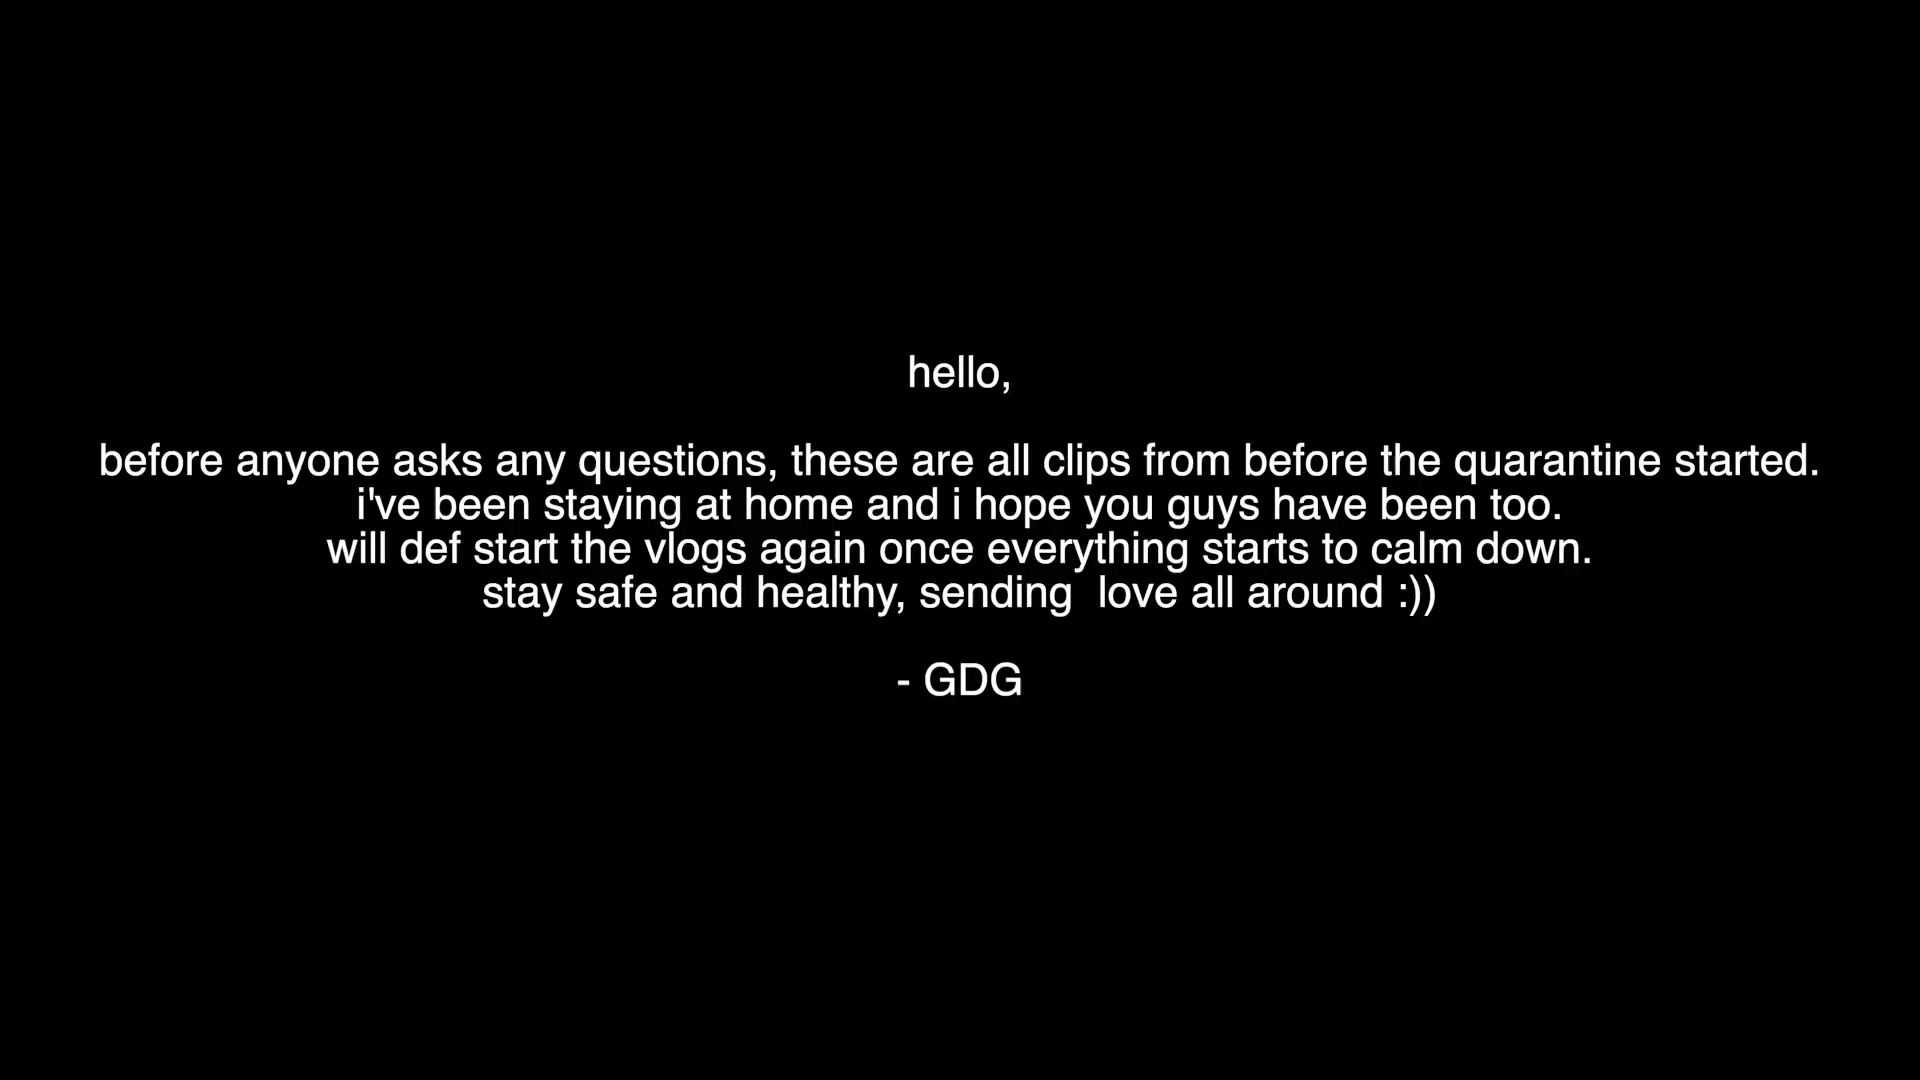 hello,
before anyone asks any questions, these are all clips from before the quarantine started.
i've been staying at home and i hope you guys have been too.
will def start the vlogs again once everything starts to calm down.
stay safe and healthy, sending  love all around :))
- GDG